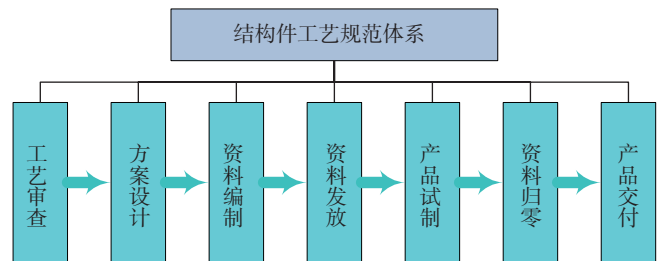 结构件工艺规范体系
工艺审查
方案设计
资料编制
资料发放
产品试制
资料归零
产品交付